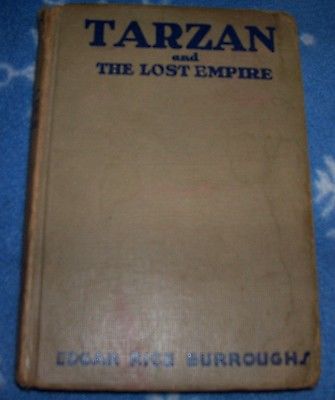 TARZAN
and
THE LOST EMPIRE
EDGAR RICE BURROUGHS